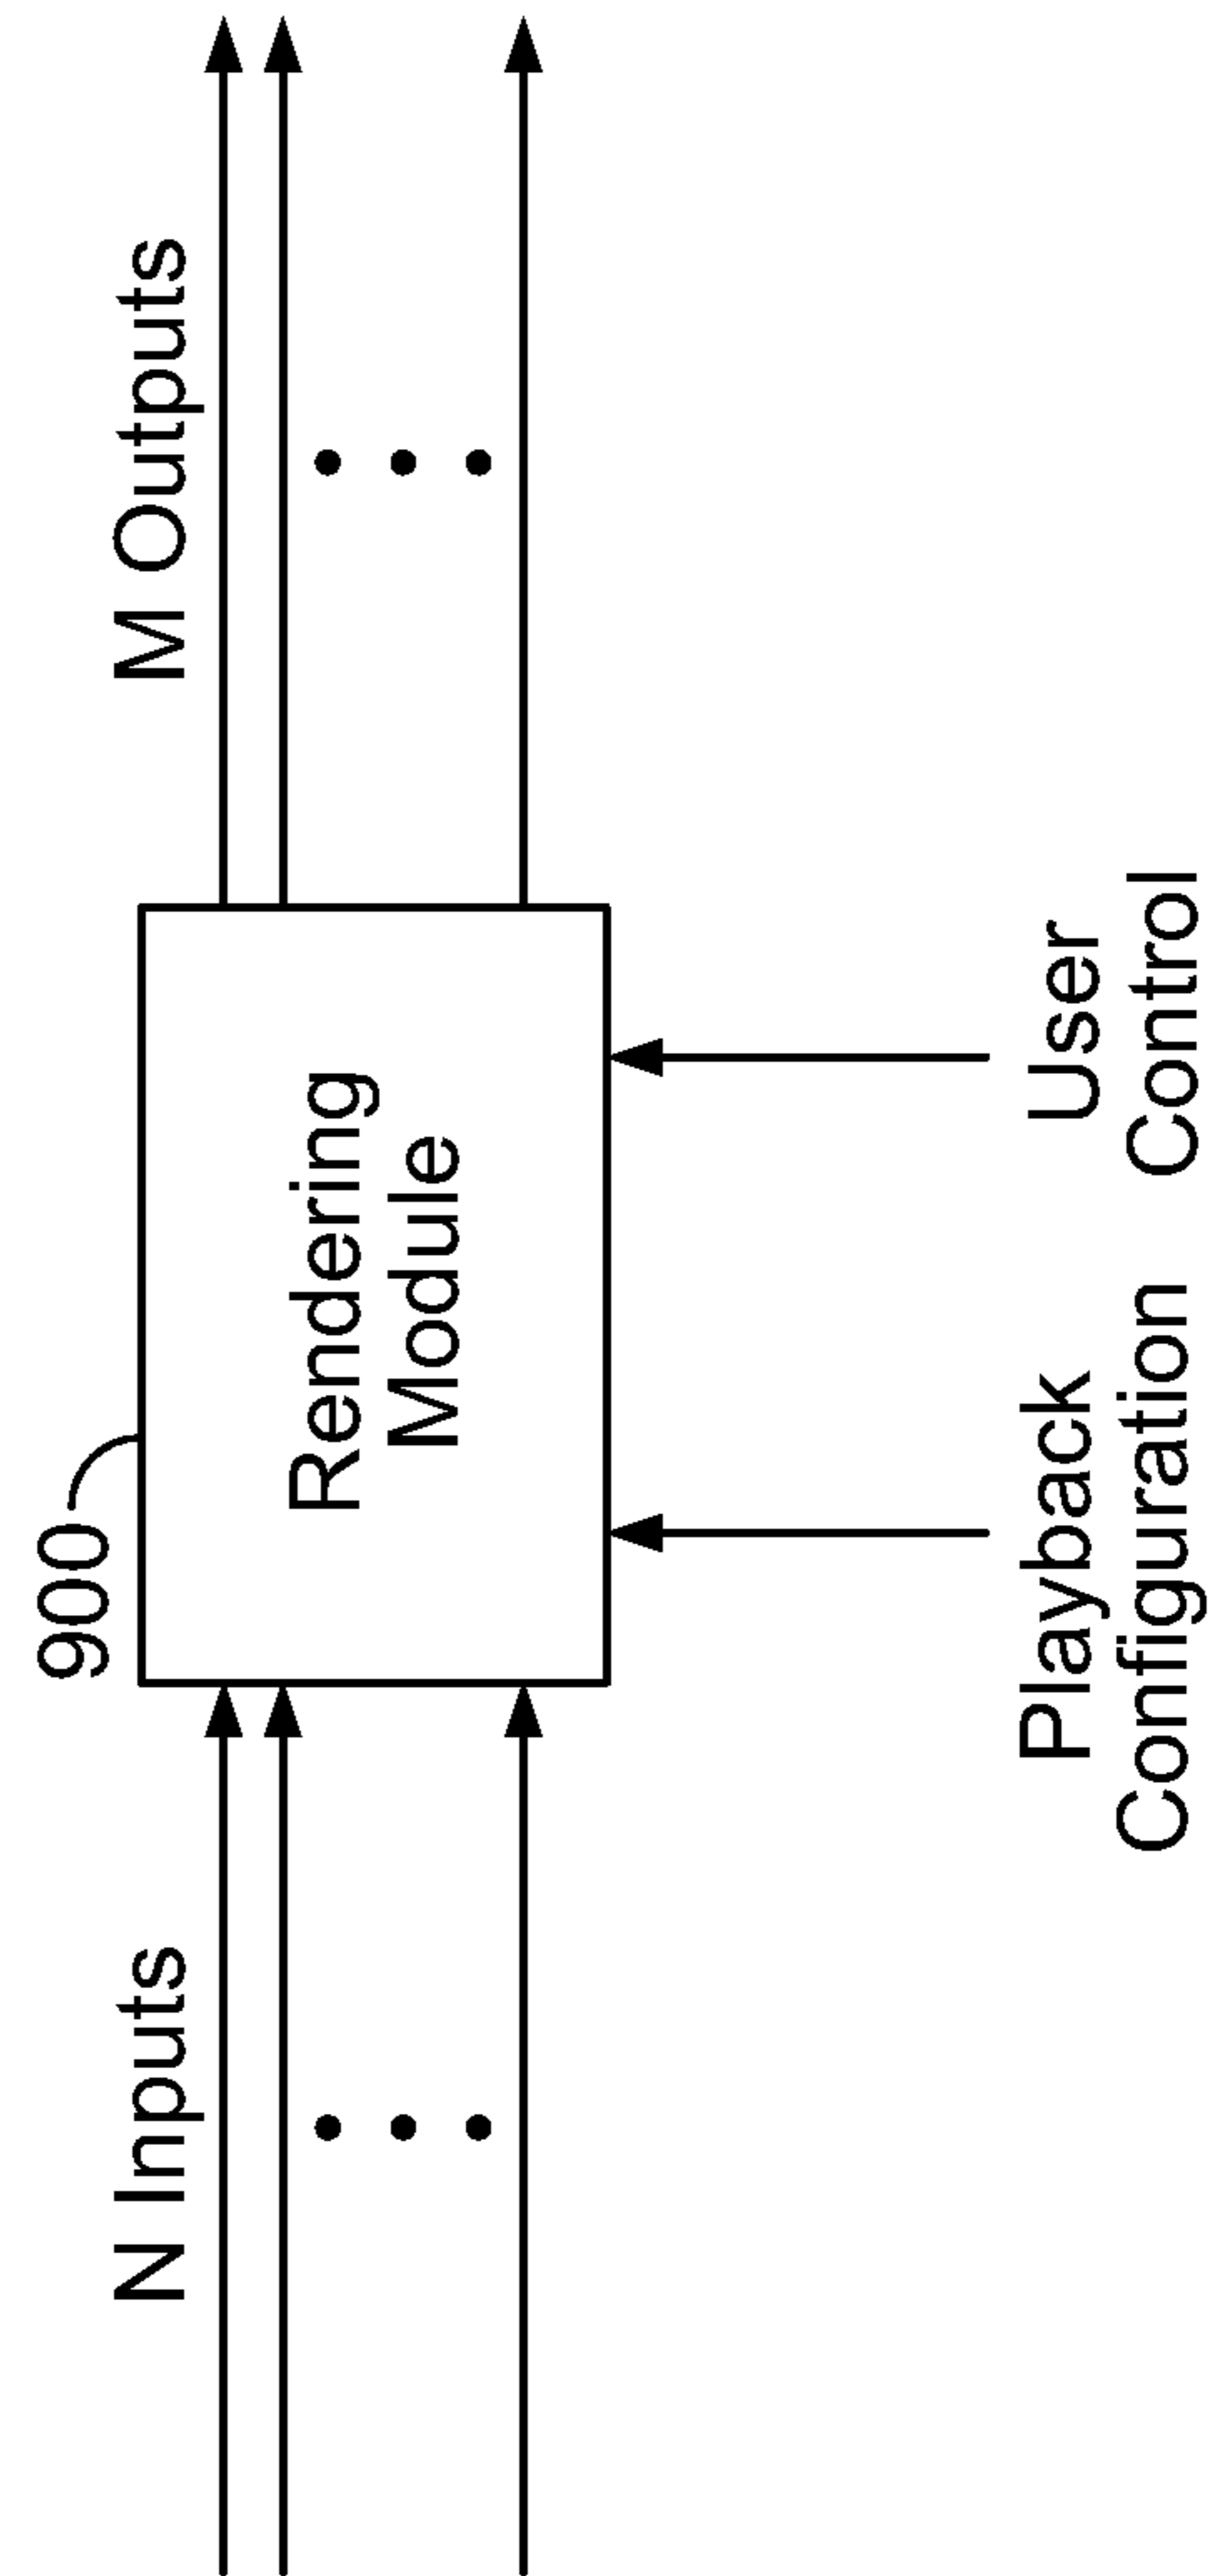 N Inputs
900
Rendering
Module
M Outputs
Playback
Configuration
User
Control